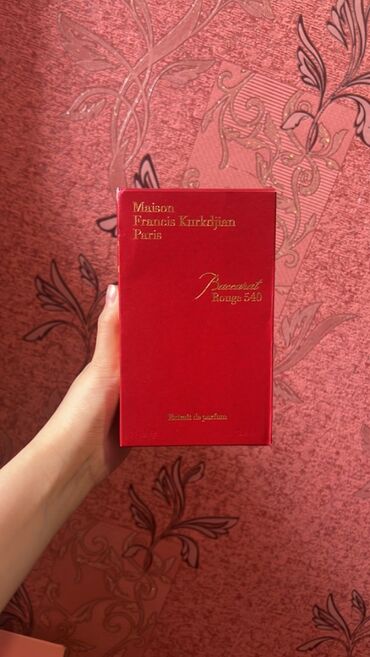 Maison
Francis Kurkdjian
Paris
Baccarat
Rouge 540
Extrait de parfum